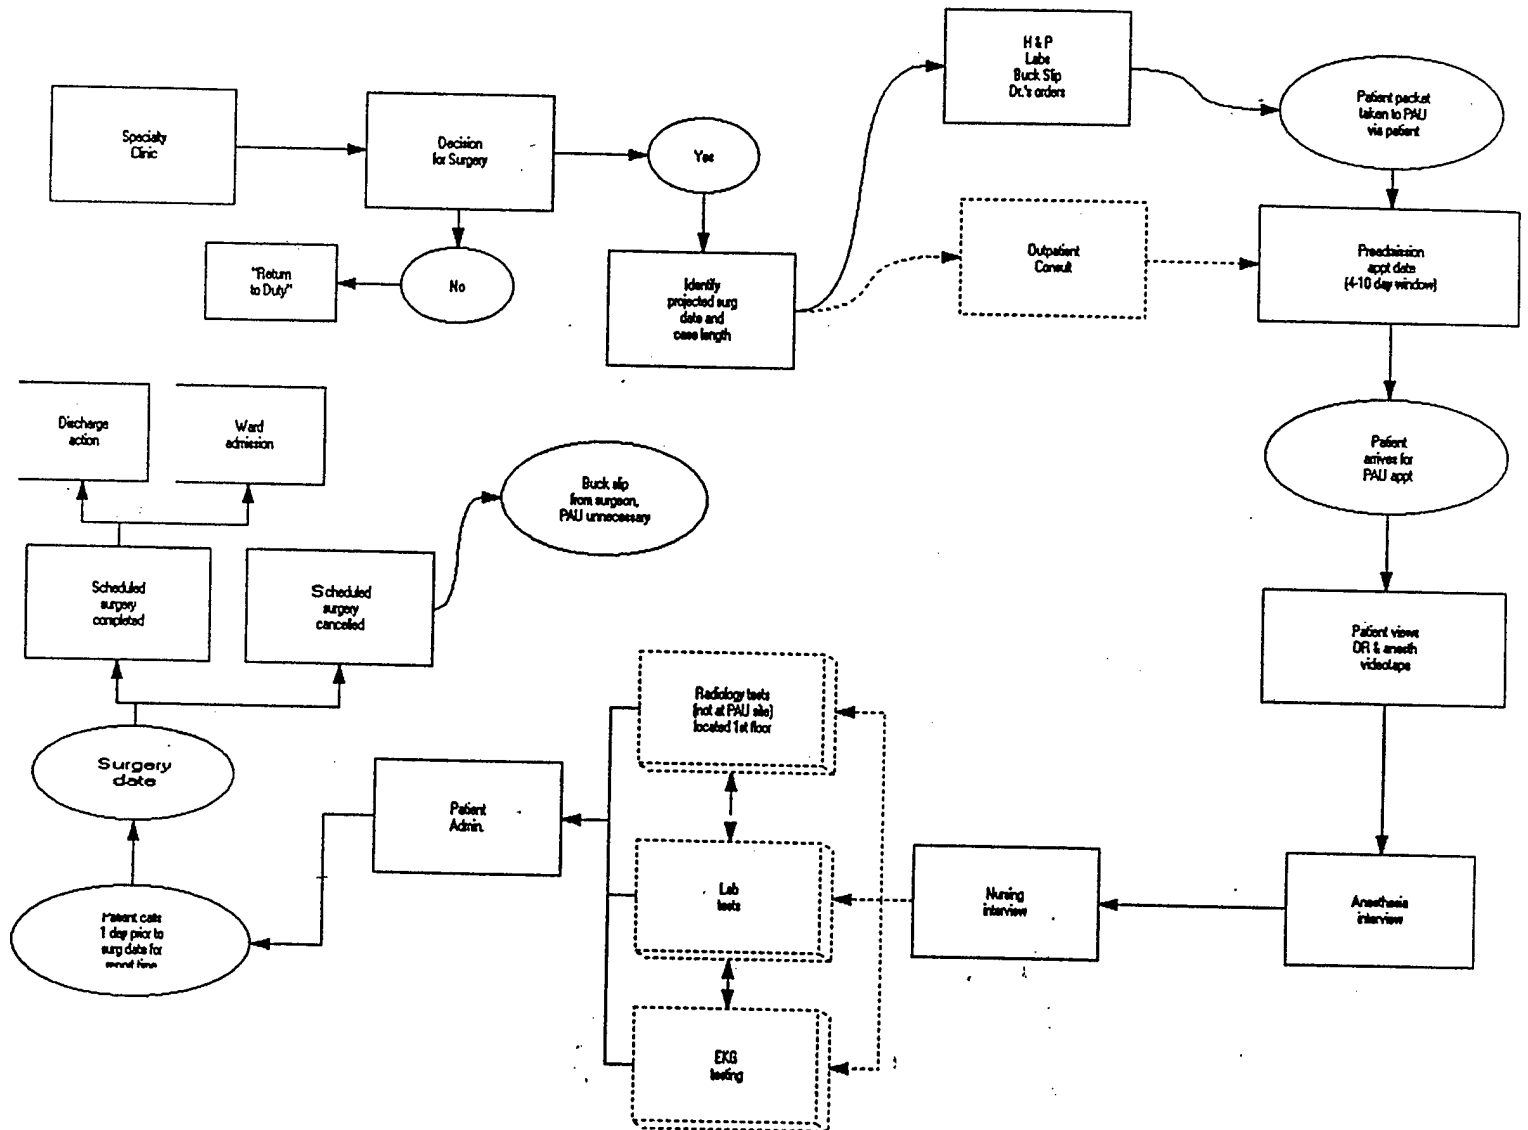 Specialty
Clinic
Decision
for Surgery
Yes
No
"Return
to Duty"
Identify
projected surg
date and
case length
H & P
Labs
Buck Slip
Dr.'s orders
Outpatient
Consult
Patient packet
taken to PAU
via patient
Preadmission
appt date
(4-10 day window)
Patient
arrives for
PAU appt
Patient views
OR & anesth
videotape
Anesthesia
interview
Nursing
interview
Radiology tests
(not at PAU site)
located 1st floor
Lab
tests
EKG
testing
Patient
Admin.
Patient calls
1 day prior to
surg date for
report time
Surgery
date
Scheduled
surgery
completed
Scheduled
surgery
cancelled
Buck slip
from surgeon,
PAU unnecessary
Discharge
action
Ward
admission